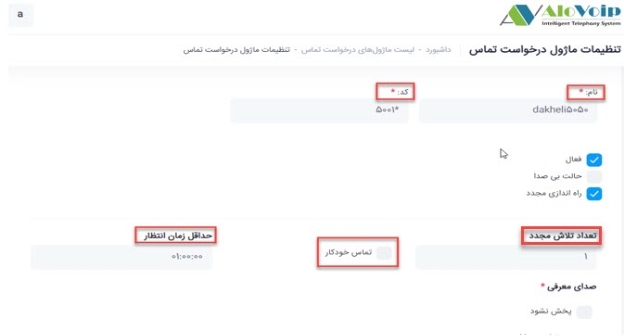 a
AloVoip
Intelligent Telephony System
تنظیمات ماژول درخواست تماس
داشبورد - لیست ماژول‌های درخواست تماس - تنظیمات ماژول درخواست تماس
نام: * کد: *
dakheli۵۰۵۰ *۵۰۰۱
فعال
حالت بی صدا
راه اندازی مجدد
تعداد تلاش مجدد حداقل زمان انتظار
۱ تماس خودکار ۰۱:۰۰:۰۰
صدای معرفی *
پخش نشود